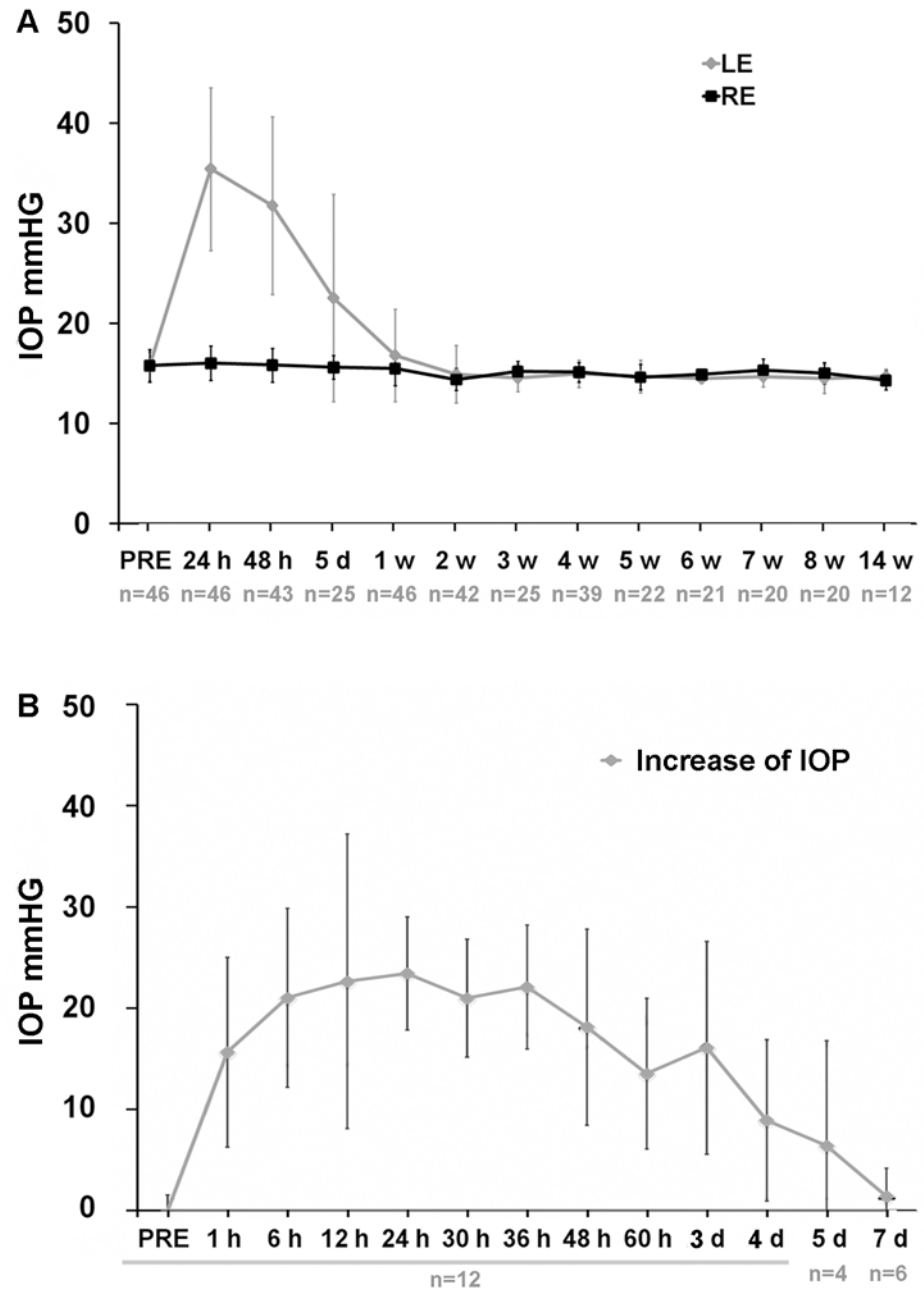 A
50
LE
RE
40
30
20
10
0
IOP mmHG
PRE 24 h 48 h 5 d 1 w 2 w 3 w 4 w 5 w 6 w 7 w 8 w 14 w
n=46 n=46 n=43 n=25 n=46 n=42 n=25 n=39 n=22 n=21 n=20 n=20 n=12
B
50
Increase of IOP
40
30
20
10
0
IOP mmHG
PRE 1 h 6 h 12 h 24 h 30 h 36 h 48 h 60 h 3 d 4 d 5 d 7 d
n=12 n=4 n=6